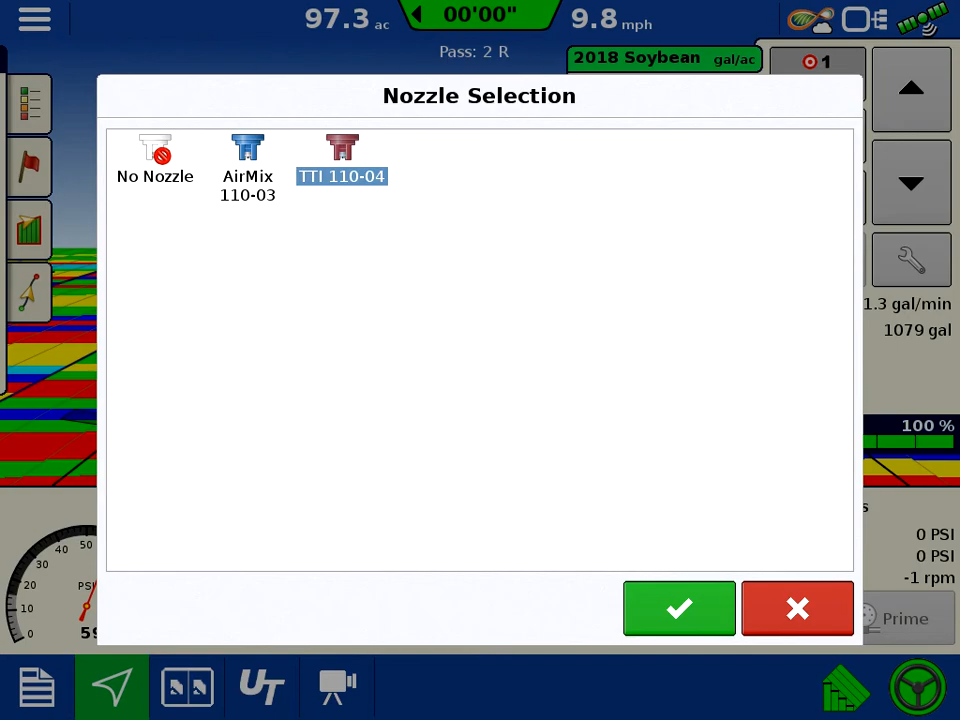 97.3 ac
00'00"
9.8 mph
Pass: 2 R
2018 Soybean gal/ac
1
Nozzle Selection
No Nozzle
AirMix
110-03
TTI 110-04
1.3 gal/min
1079 gal
100 %
50
40
30
20
10
0
0 PSI
0 PSI
-1 rpm
Prime
UT